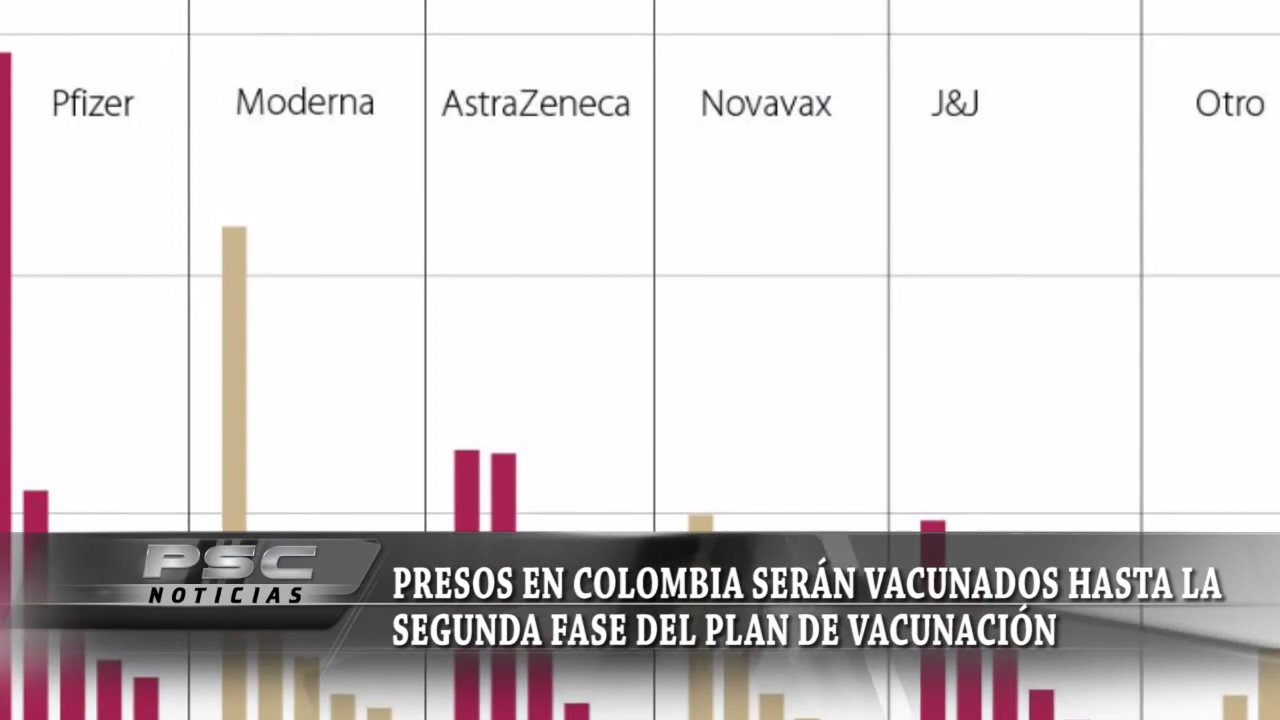 Pfizer
Moderna
AstraZeneca
Novavax
J&J
Otro
PSC
NOTICIAS
PRESOS EN COLOMBIA SERÁN VACUNADOS HASTA LA
SEGUNDA FASE DEL PLAN DE VACUNACIÓN